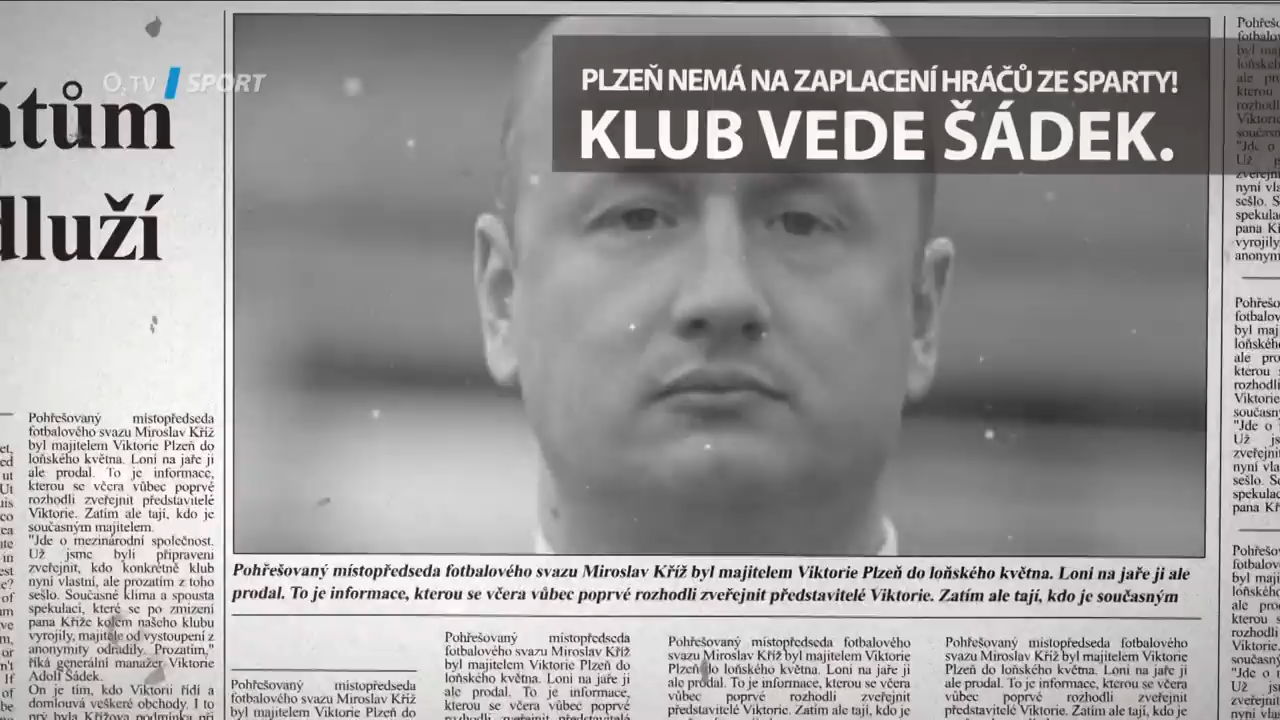 O2 TV SPORT
átům
dluží
PLZEŇ NEMÁ NA ZAPLACENÍ HRÁČŮ ZE SPARTY!
KLUB VEDE ŠÁDEK.
Pohřešovaný místopředseda
fotbalového svazu Miroslav Kříž
byl majitelem Viktorie Plzeň do
loňského května. Loni na jaře ji
ale prodal. To je informace,
kterou se včera vůbec poprvé
rozhodli zveřejnit představitelé
Viktorie. Zatím ale tají, kdo je
současným majitelem.
"Jde o mezinárodní společnost.
Už jsme byli připraveni
zveřejnit, kdo konkrétně klub
nyní vlastní, ale prozatím z toho
sešlo. Současné klima a spousta
spekulací, které se po zmizení
pana Kříže kolem našeho klubu
vyrojily, majitele od vystoupení z
anonymity odradily. Prozatím,"
říká generální manažer Viktorie
Adolf Šádek.
On je tím, kdo Viktorii řídí a
domlouvá veškeré obchody. I to
prý byla Křížova podmínka při
Pohřešovaný místopředseda fotbalového svazu Miroslav Kříž byl majitelem Viktorie Plzeň do loňského května. Loni na jaře ji ale
prodal. To je informace, kterou se včera vůbec poprvé rozhodli zveřejnit představitelé Viktorie. Zatím ale tají, kdo je současným
Pohřešovaný místopředseda
fotbalového svazu Miroslav Kříž
byl majitelem Viktorie Plzeň do
Pohřešovaný místopředseda
fotbalového svazu Miroslav Kříž
byl majitelem Viktorie Plzeň do
loňského května. Loni na jaře ji
ale prodal. To je informace,
kterou se včera vůbec poprvé
rozhodli zveřejnit představitelé
Pohřešovaný místopředseda fotbalového
svazu Miroslav Kříž byl majitelem Viktorie
Plzeň do loňského května. Loni na jaře ji
ale prodal. To je informace, kterou se včera
vůbec poprvé rozhodli zveřejnit
představitelé Viktorie. Zatím ale tají, kdo je
Pohřešovaný místopředseda fotbalového
svazu Miroslav Kříž byl majitelem Viktorie
Plzeň do loňského května. Loni na jaře ji
ale prodal. To je informace, kterou se včera
vůbec poprvé rozhodli zveřejnit
představitelé Viktorie. Zatím ale tají, kdo je